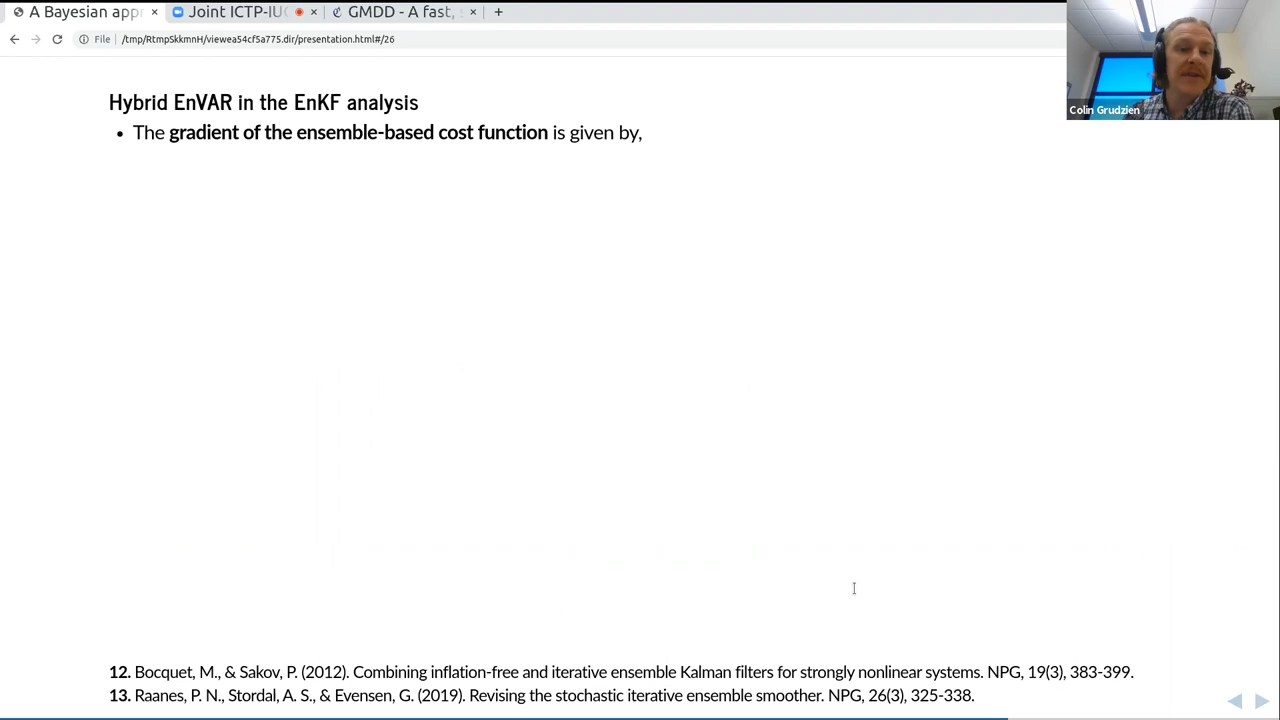 A Bayesian app
Joint ICTP-IU
GMDD - A fast,
File
/tmp/RtmpSkkmnH/viewea54cf5a775.dir/presentation.html#/26
Colin Grudzien
Hybrid EnVAR in the EnKF analysis
• The gradient of the ensemble-based cost function is given by,
12. Bocquet, M., & Sakov, P. (2012). Combining inflation-free and iterative ensemble Kalman filters for strongly nonlinear systems. NPG, 19(3), 383-399.
13. Raanes, P. N., Stordal, A. S., & Evensen, G. (2019). Revising the stochastic iterative ensemble smoother. NPG, 26(3), 325-338.